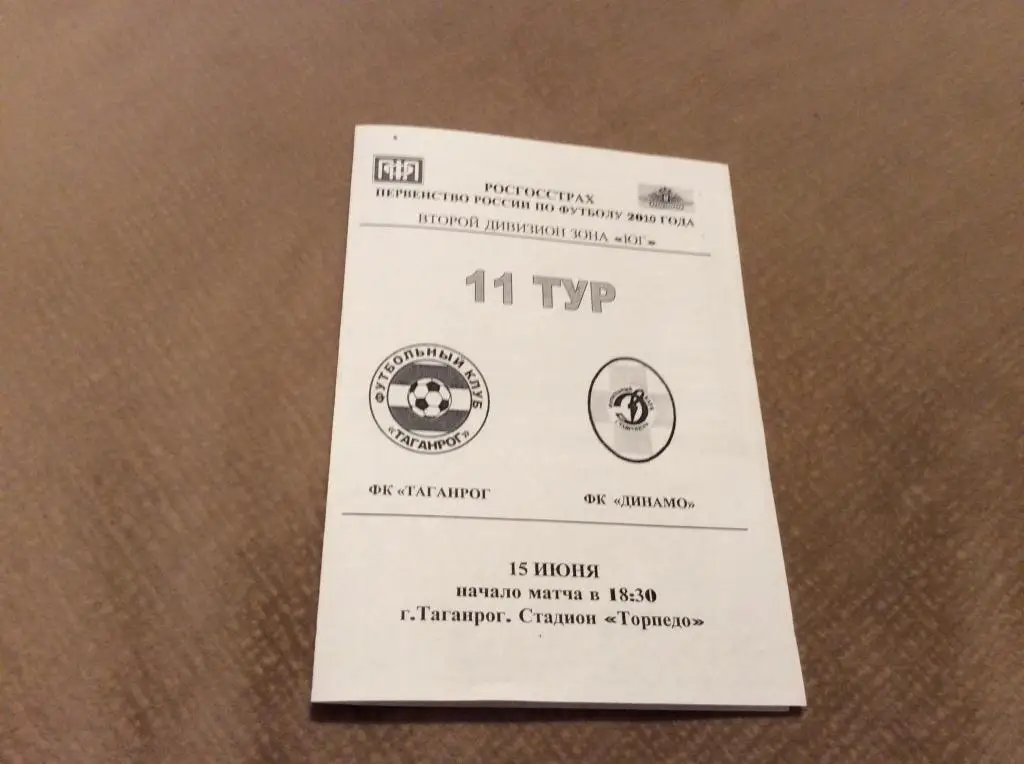 РОСГОССТРАХ
ПЕРВЕНСТВО РОССИИ ПО ФУТБОЛУ 2010 ГОДА
ВТОРОЙ ДИВИЗИОН ЗОНА «ЮГ»
11 ТУР
ФУТБОЛЬНЫЙ КЛУБ
«ТАГАНРОГ»
ФК «ТАГАНРОГ
ФК «ДИНАМО»
15 ИЮНЯ
начало матча в 18:30
г.Таганрог. Стадион «Торпедо»